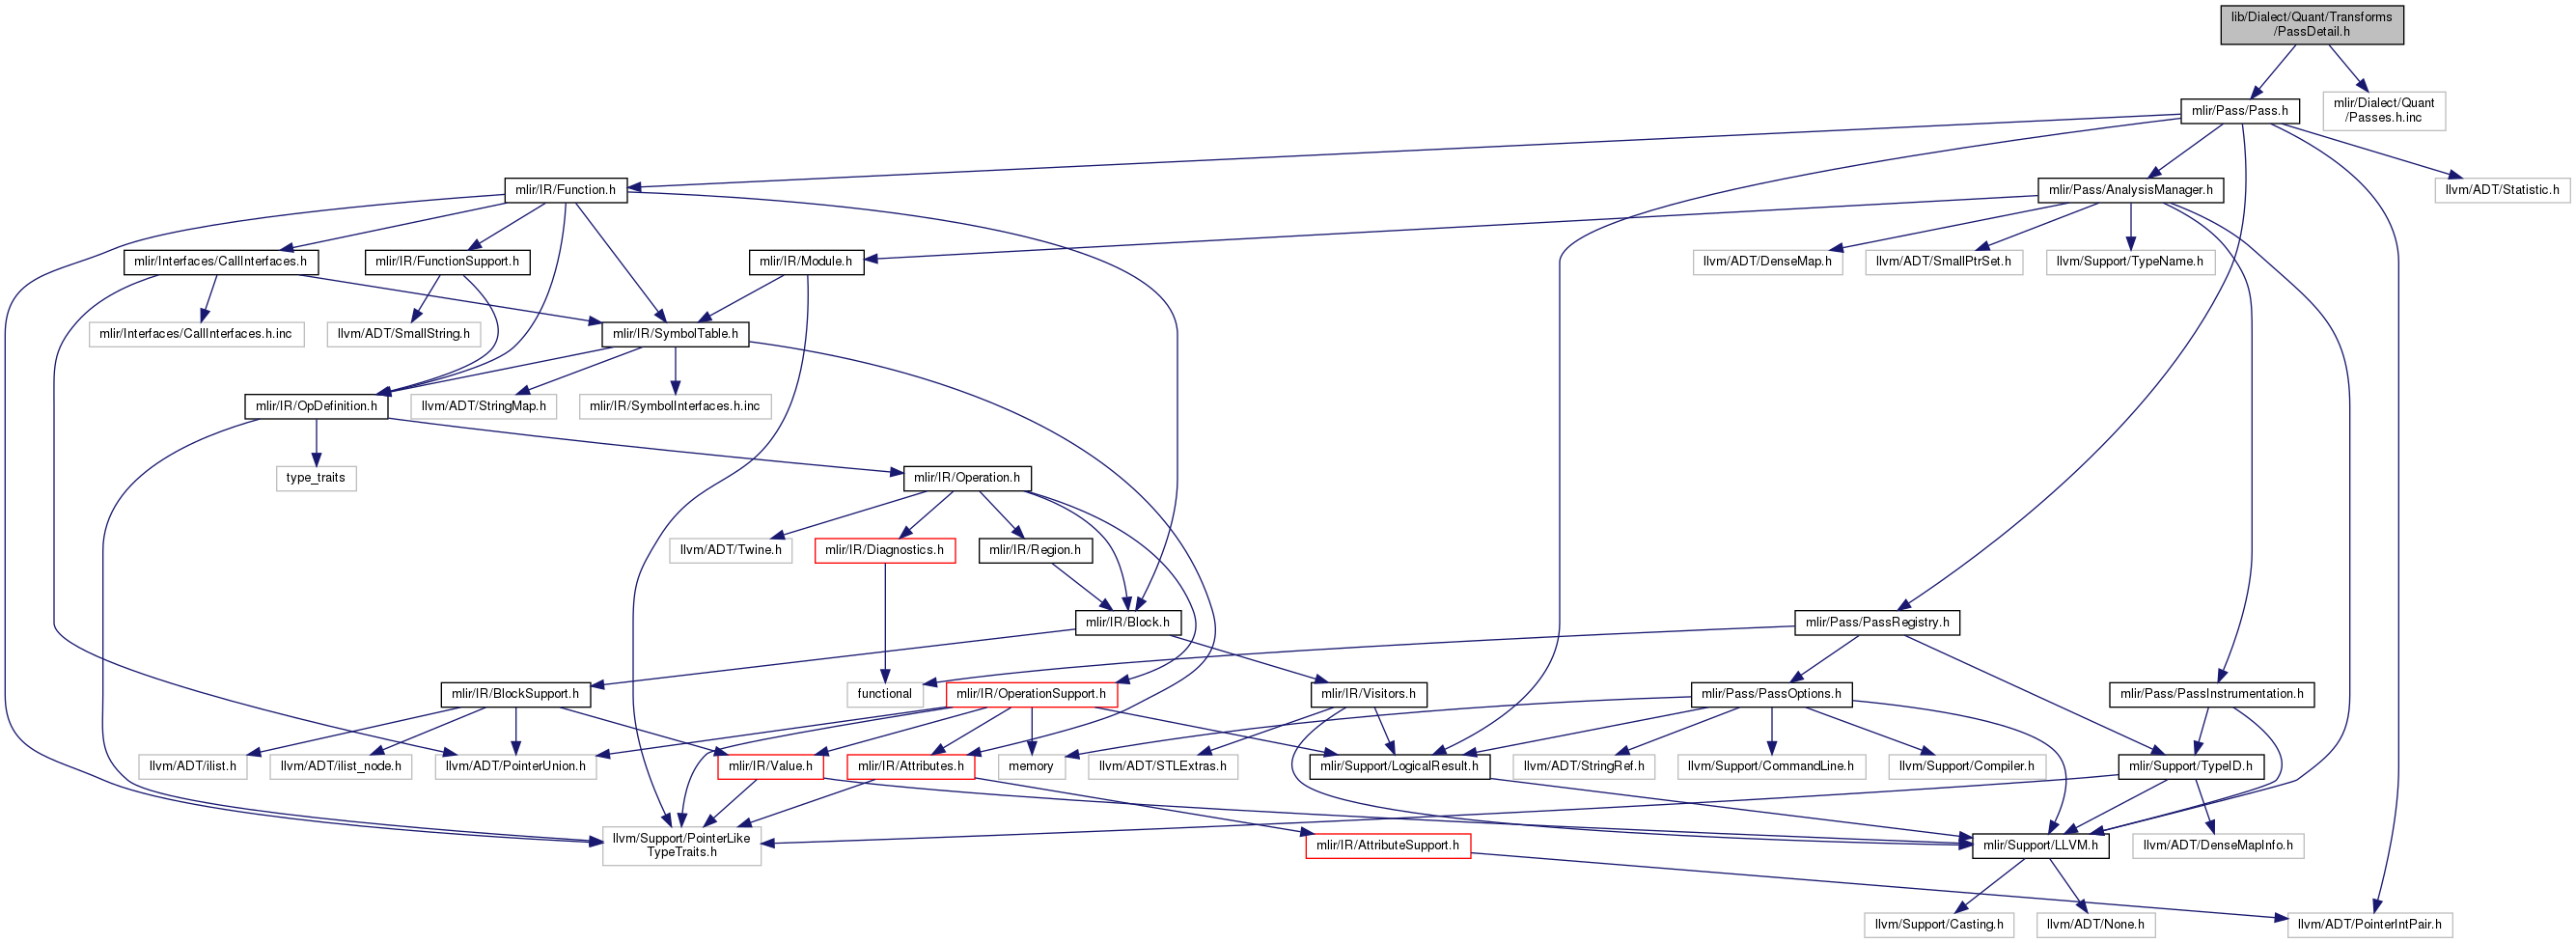 lib/Dialect/Quant/Transforms
/PassDetail.h
mlir/Pass/Pass.h
mlir/Dialect/Quant
/Passes.h.inc
mlir/IR/Function.h
mlir/Pass/AnalysisManager.h
llvm/ADT/Statistic.h
mlir/Interfaces/CallInterfaces.h
mlir/IR/FunctionSupport.h
mlir/IR/Module.h
llvm/ADT/DenseMap.h
llvm/ADT/SmallPtrSet.h
llvm/Support/TypeName.h
mlir/Interfaces/CallInterfaces.h.inc
llvm/ADT/SmallString.h
mlir/IR/SymbolTable.h
mlir/IR/OpDefinition.h
llvm/ADT/StringMap.h
mlir/IR/SymbolInterfaces.h.inc
type_traits
mlir/IR/Operation.h
llvm/ADT/Twine.h
mlir/IR/Diagnostics.h
mlir/IR/Region.h
mlir/IR/Block.h
mlir/Pass/PassRegistry.h
mlir/IR/BlockSupport.h
functional
mlir/IR/OperationSupport.h
mlir/IR/Visitors.h
mlir/Pass/PassOptions.h
mlir/Pass/PassInstrumentation.h
llvm/ADT/ilist.h
llvm/ADT/ilist_node.h
llvm/ADT/PointerUnion.h
mlir/IR/Value.h
mlir/IR/Attributes.h
memory
llvm/ADT/STLExtras.h
mlir/Support/LogicalResult.h
llvm/ADT/StringRef.h
llvm/Support/CommandLine.h
llvm/Support/Compiler.h
mlir/Support/TypeID.h
llvm/Support/PointerLike
TypeTraits.h
mlir/IR/AttributeSupport.h
mlir/Support/LLVM.h
llvm/ADT/DenseMapInfo.h
llvm/Support/Casting.h
llvm/ADT/None.h
llvm/ADT/PointerIntPair.h